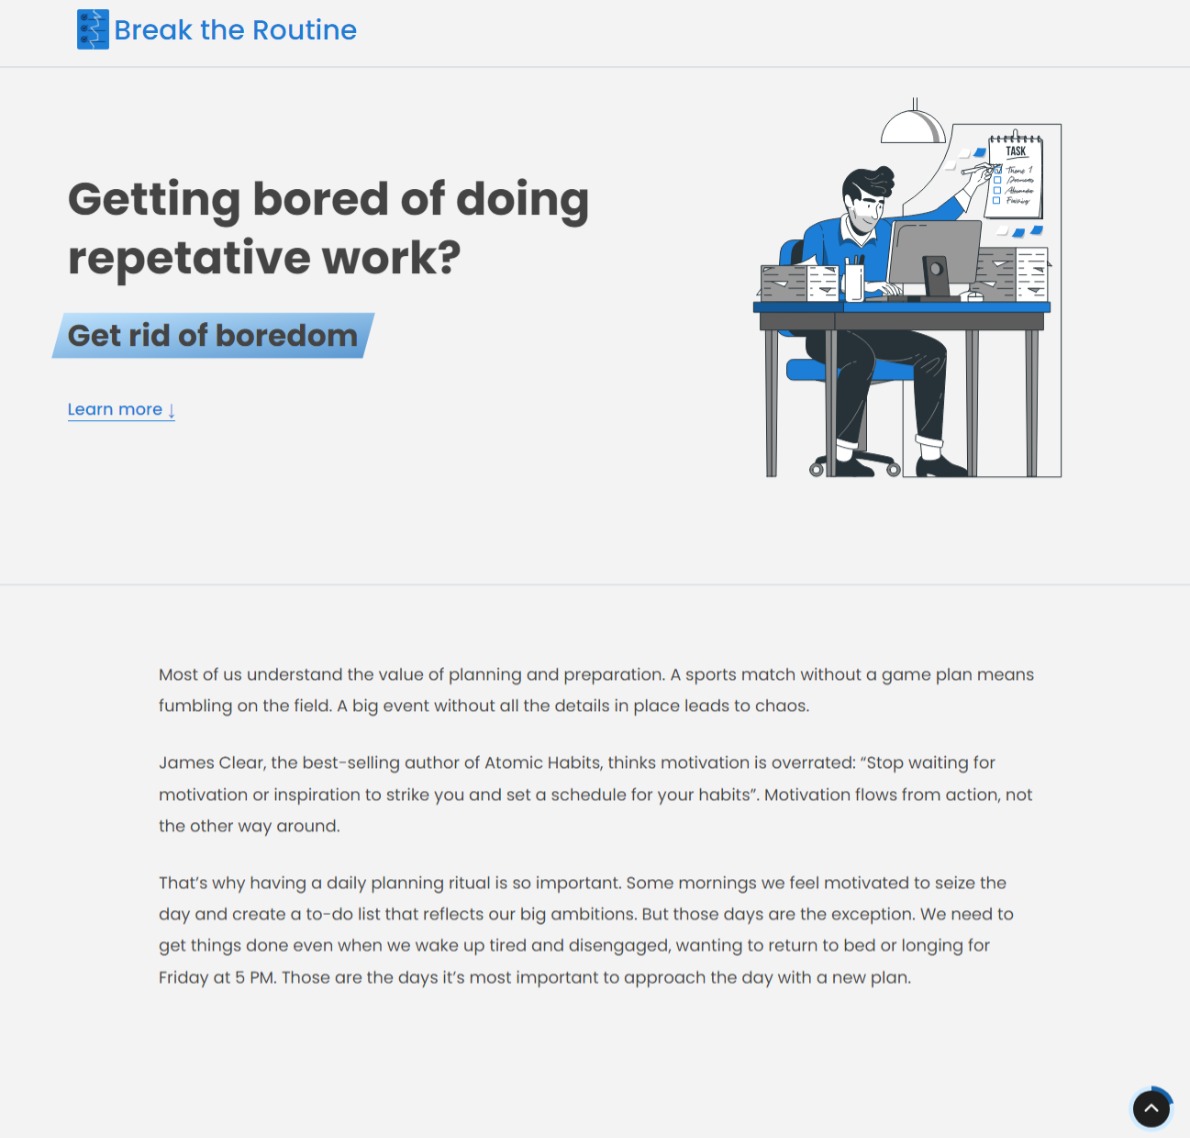 Break the Routine
Getting bored of doing
repetative work?
Get rid of boredom
Learn more ↓
TASK
Theme 1
Most of us understand the value of planning and preparation. A sports match without a game plan means
fumbling on the field. A big event without all the details in place leads to chaos.
James Clear, the best-selling author of Atomic Habits, thinks motivation is overrated: “Stop waiting for
motivation or inspiration to strike you and set a schedule for your habits”. Motivation flows from action, not
the other way around.
That’s why having a daily planning ritual is so important. Some mornings we feel motivated to seize the
day and create a to-do list that reflects our big ambitions. But those days are the exception. We need to
get things done even when we wake up tired and disengaged, wanting to return to bed or longing for
Friday at 5 PM. Those are the days it’s most important to approach the day with a new plan.